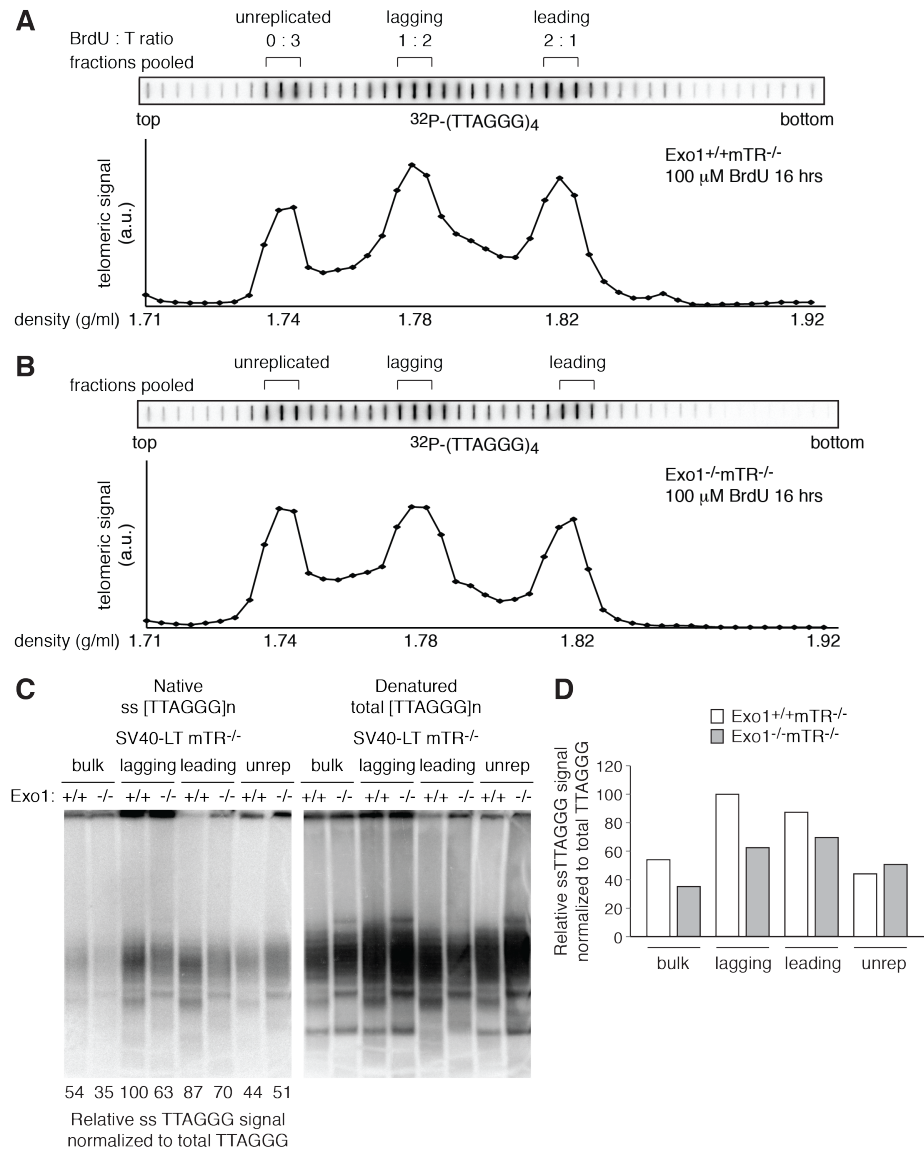 A
unreplicated lagging leading
BrdU : T ratio 0 : 3 1 : 2 2 : 1
fractions pooled
top 32P-(TTAGGG)4 bottom
Exo1+/+mTR-/-
100 μM BrdU 16 hrs
telomeric signal
(a.u.)
density (g/ml) 1.71 1.74 1.78 1.82 1.92
B
unreplicated lagging leading
fractions pooled
top 32P-(TTAGGG)4 bottom
Exo1-/-mTR-/-
100 μM BrdU 16 hrs
telomeric signal
(a.u.)
density (g/ml) 1.71 1.74 1.78 1.82 1.92
C
Native
ss [TTAGGG]n
SV40-LT mTR-/-
bulk lagging leading unrep
Exo1: +/+ -/- +/+ -/- +/+ -/- +/+ -/-
54 35 100 63 87 70 44 51
Relative ss TTAGGG signal
normalized to total TTAGGG
Denatured
total [TTAGGG]n
SV40-LT mTR-/-
bulk lagging leading unrep
+/+ -/- +/+ -/- +/+ -/- +/+ -/-
D
Exo1+/+mTR-/-
Exo1-/-mTR-/-
Relative ssTTAGGG signal
normalized to total TTAGGG
120
100
80
60
40
20
0
bulk lagging leading unrep